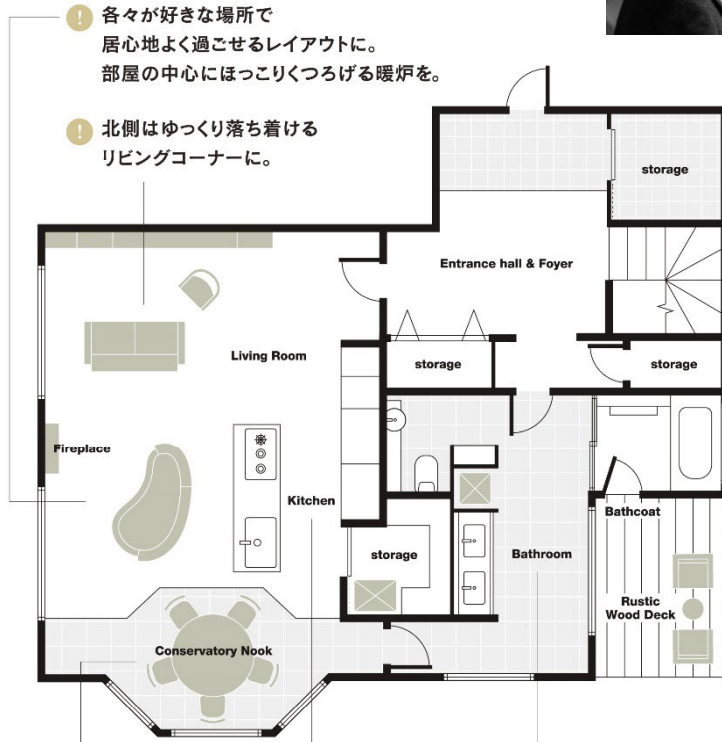 ! 各々が好きな場所で
居心地よく過ごせるレイアウトに。
部屋の中心にほっこりくつろげる暖炉を。
! 北側はゆっくり落ち着ける
リビングコーナーに。
storage
Entrance hall & Foyer
Living Room
storage
storage
Fireplace
Kitchen
storage
Bathroom
Bathcoat
Rustic
Wood Deck
Conservatory Nook